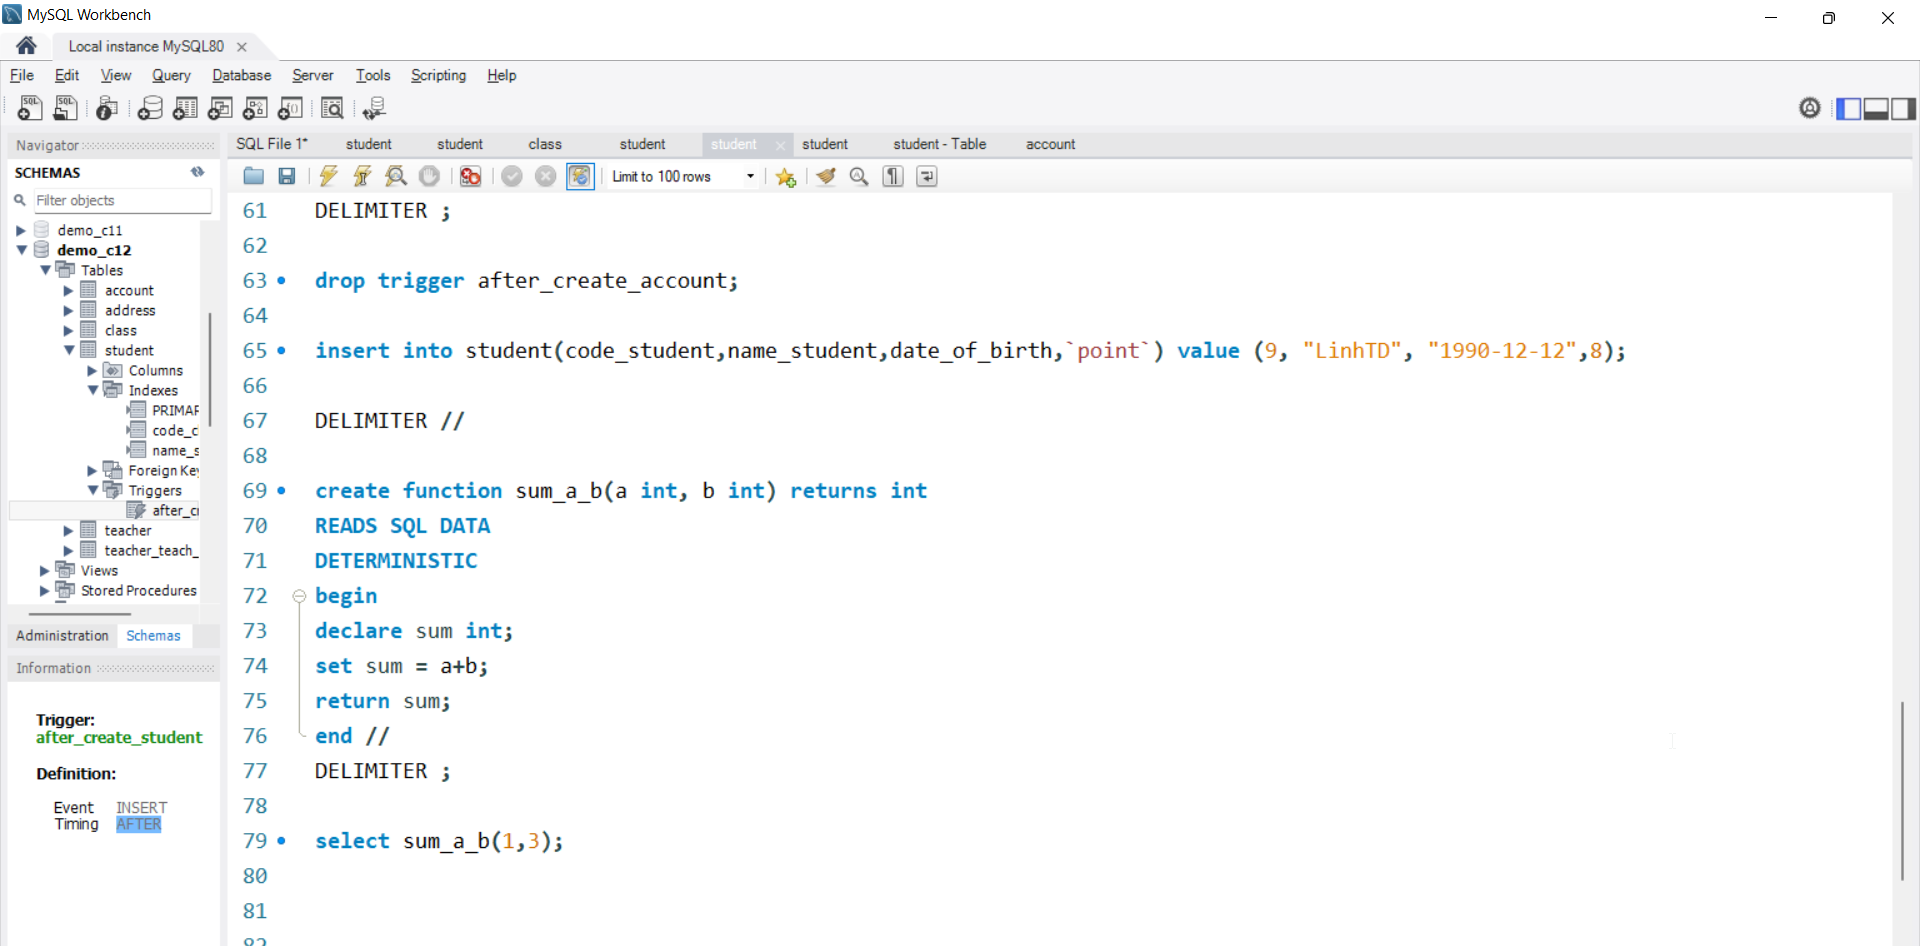 MySQL Workbench
Local instance MySQL80
File Edit View Query Database Server Tools Scripting Help
Navigator
SCHEMAS
Filter objects
demo_c11
demo_c12
Tables
account
address
class
student
Columns
Indexes
PRIMAR
code_c
name_s
Foreign Key
Triggers
after_cr
teacher
teacher_teach_
Views
Stored Procedures
Administration Schemas
Information
Trigger:
after_create_student
Definition:
Event INSERT
Timing AFTER
SQL File 1* student student class student student student student - Table account
Limit to 100 rows
61 DELIMITER ;
62
63 drop trigger after_create_account;
64
65 insert into student(code_student,name_student,date_of_birth,`point`) value (9, "LinhTD", "1990-12-12",8);
66
67 DELIMITER //
68
69 create function sum_a_b(a int, b int) returns int
70 READS SQL DATA
71 DETERMINISTIC
72 begin
73 declare sum int;
74 set sum = a+b;
75 return sum;
76 end //
77 DELIMITER ;
78
79 select sum_a_b(1,3);
80
81
82